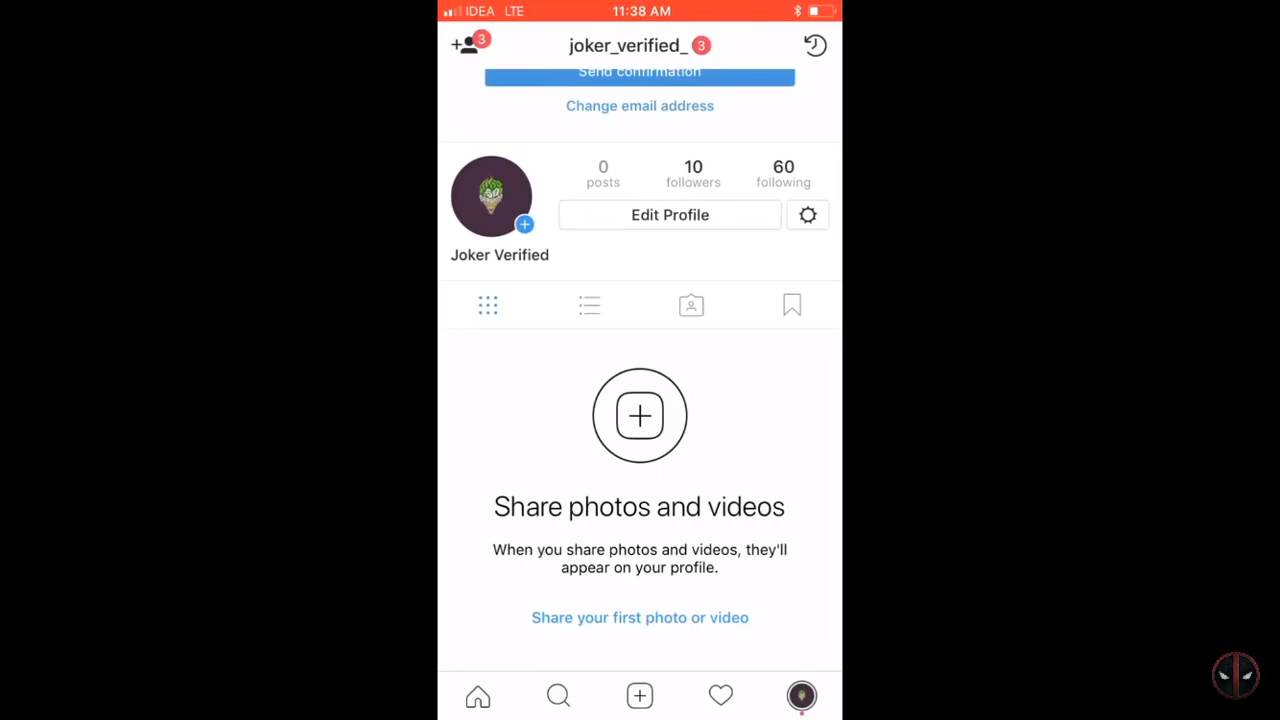 IDEA LTE 11:38 AM
3 joker_verified_ 3
Send confirmation
Change email address
0 10 60
posts followers following
Edit Profile
Joker Verified
Share photos and videos
When you share photos and videos, they'll
appear on your profile.
Share your first photo or video